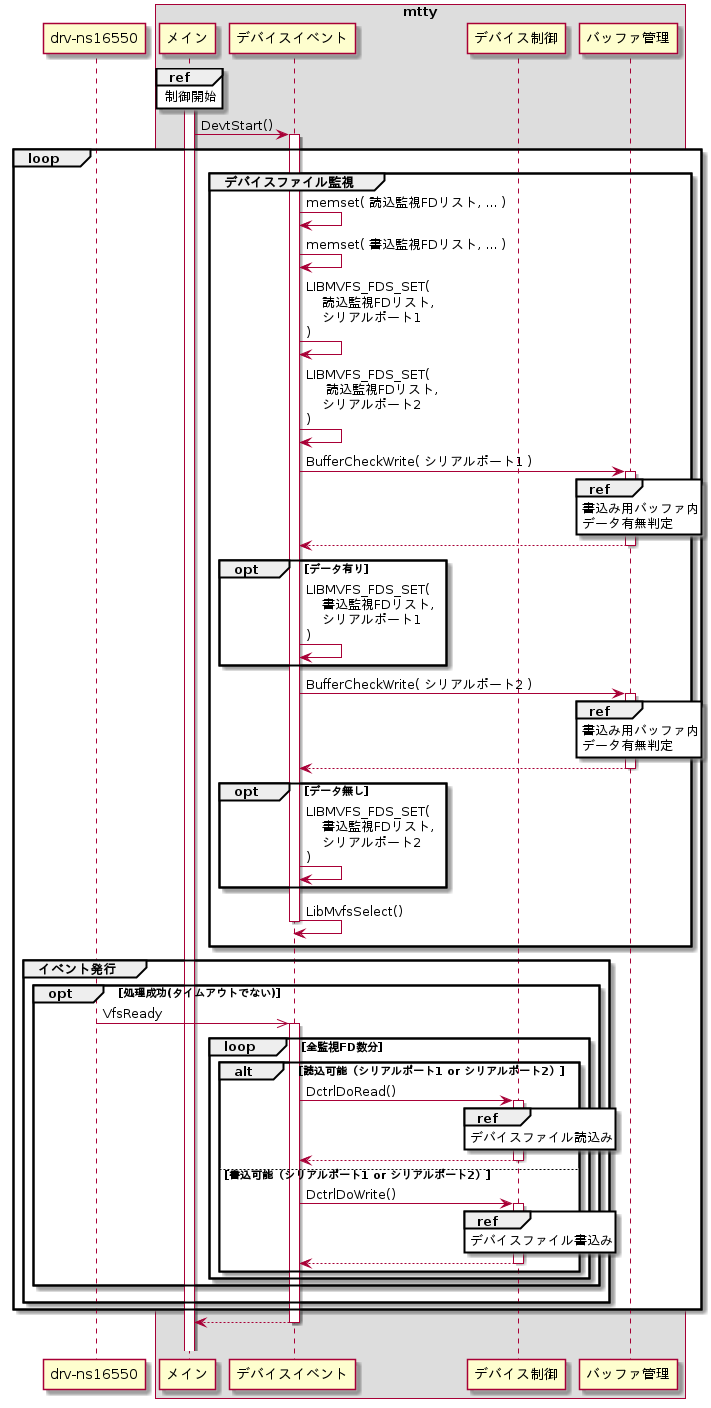 mtty
drv-ns16550
メイン
デバイスイベント
デバイス制御
バッファ管理
ref
制御開始
DevtStart()
loop
デバイスファイル監視
memset( 読込監視FDリスト, ... )
memset( 書込監視FDリスト, ... )
LIBMVFS_FDS_SET(
読込監視FDリスト,
シリアルポート1
)
LIBMVFS_FDS_SET(
読込監視FDリスト,
シリアルポート2
)
BufferCheckWrite( シリアルポート1 )
ref
書込み用バッファ内
データ有無判定
opt
[データ有り]
LIBMVFS_FDS_SET(
書込監視FDリスト,
シリアルポート1
)
BufferCheckWrite( シリアルポート2 )
ref
書込み用バッファ内
データ有無判定
opt
[データ無し]
LIBMVFS_FDS_SET(
書込監視FDリスト,
シリアルポート2
)
LibMvfsSelect()
イベント発行
opt
[処理成功(タイムアウトでない)]
VfsReady
loop
[全監視FD数分]
alt
[読込可能（シリアルポート1 or シリアルポート2）]
DctrlDoRead()
ref
デバイスファイル読込み
[書込可能（シリアルポート1 or シリアルポート2）]
DctrlDoWrite()
ref
デバイスファイル書込み
drv-ns16550
メイン
デバイスイベント
デバイス制御
バッファ管理